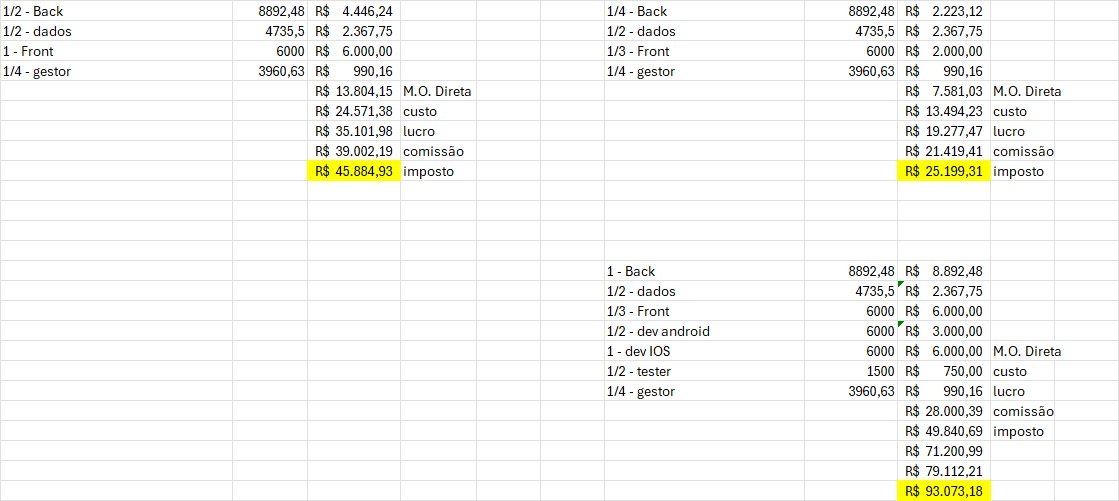 1/2 - Back 8892,48 R$ 4.446,24
1/2 - dados 4735,5 R$ 2.367,75
1 - Front 6000 R$ 6.000,00
1/4 - gestor 3960,63 R$ 990,16
R$ 13.804,15 M.O. Direta
R$ 24.571,38 custo
R$ 35.101,98 lucro
R$ 39.002,19 comissão
R$ 45.884,93 imposto
1/4 - Back 8892,48 R$ 2.223,12
1/2 - dados 4735,5 R$ 2.367,75
1/3 - Front 6000 R$ 2.000,00
1/4 - gestor 3960,63 R$ 990,16
R$ 7.581,03 M.O. Direta
R$ 13.494,23 custo
R$ 19.277,47 lucro
R$ 21.419,41 comissão
R$ 25.199,31 imposto
1 - Back 8892,48 R$ 8.892,48
1/2 - dados 4735,5 R$ 2.367,75
1/3 - Front 6000 R$ 6.000,00
1/2 - dev android 6000 R$ 3.000,00
1 - dev IOS 6000 R$ 6.000,00 M.O. Direta
1/2 - tester 1500 R$ 750,00 custo
1/4 - gestor 3960,63 R$ 990,16 lucro
R$ 28.000,39 comissão
R$ 49.840,69 imposto
R$ 71.200,99
R$ 79.112,21
R$ 93.073,18